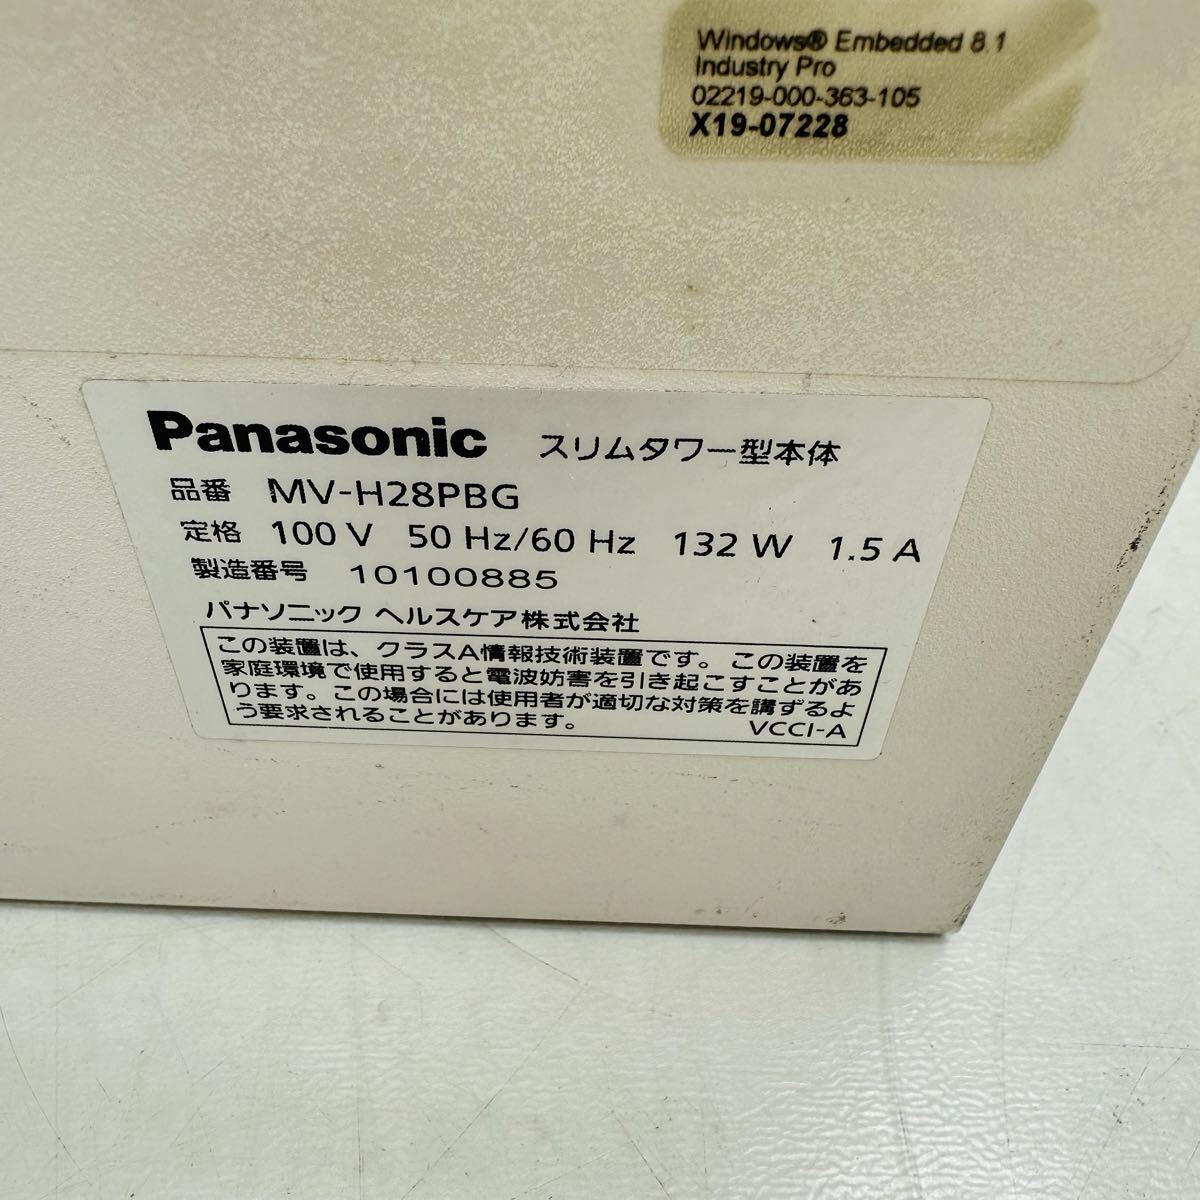 Windows® Embedded 8.1
Industry Pro
02219-000-363-105
X19-07228
Panasonic スリムタワー型本体
品番 MV-H28PBG
定格 100 V 50 Hz/60 Hz 132 W 1.5 A
製造番号 10100885
パナソニック ヘルスケア株式会社
この装置は、クラスA情報技術装置です。この装置を
家庭環境で使用すると電波妨害を引き起こすことがあ
ります。この場合には使用者が適切な対策を講ずるよ
う要求されることがあります。 VCCI-A